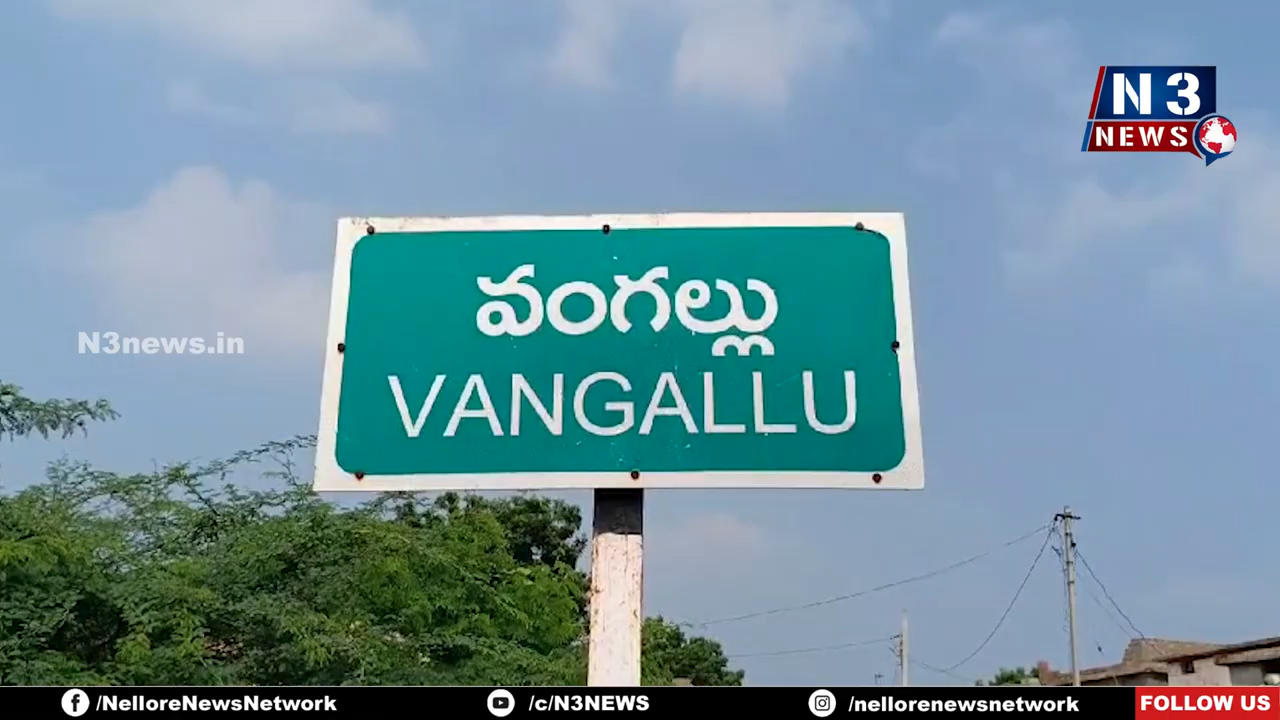 N3
NEWS
వంగల్లు
N3news.in
VANGALLU
/NelloreNewsNetwork
/c/N3NEWS
/nellorenewsnetwork
FOLLOW US